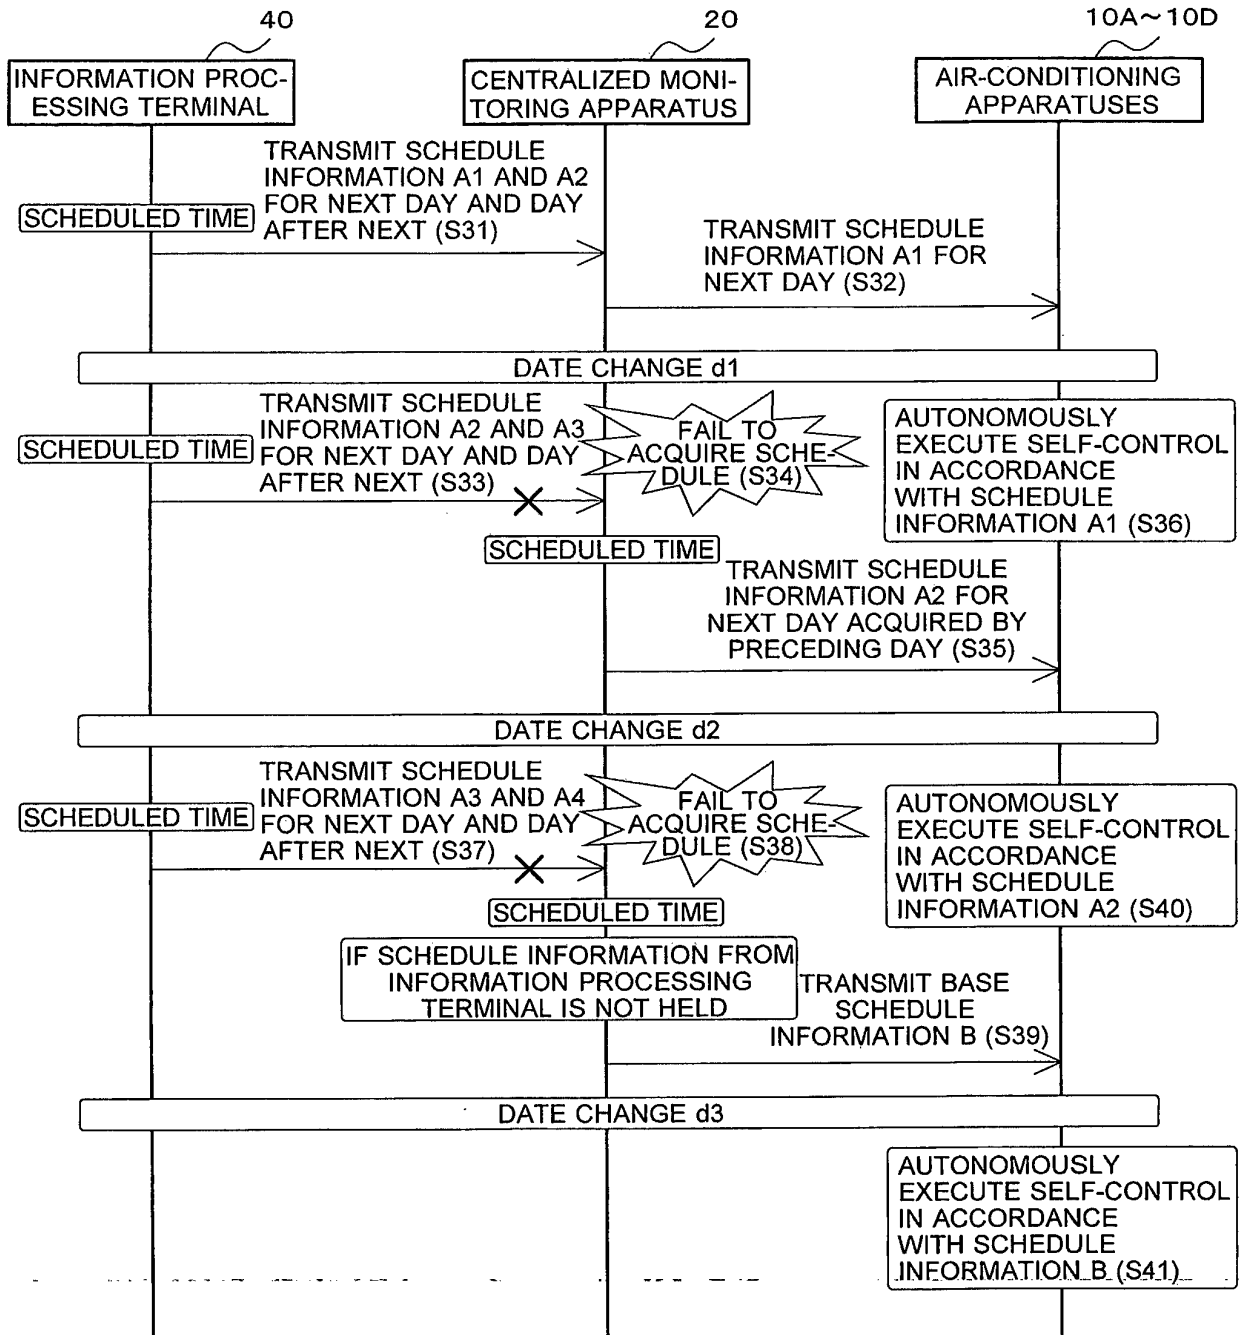 40
20
10A~10D
INFORMATION PROC-
ESSING TERMINAL
CENTRALIZED MONI-
TORING APPARATUS
AIR-CONDITIONING
APPARATUSES
TRANSMIT SCHEDULE
INFORMATION A1 AND A2
FOR NEXT DAY AND DAY
AFTER NEXT (S31)
SCHEDULED TIME
TRANSMIT SCHEDULE
INFORMATION A1 FOR
NEXT DAY (S32)
DATE CHANGE d1
TRANSMIT SCHEDULE
INFORMATION A2 AND A3
FOR NEXT DAY AND DAY
AFTER NEXT (S33)
SCHEDULED TIME
FAIL TO
ACQUIRE SCHE-
DULE (S34)
AUTONOMOUSLY
EXECUTE SELF-CONTROL
IN ACCORDANCE
WITH SCHEDULE
INFORMATION A1 (S36)
SCHEDULED TIME
TRANSMIT SCHEDULE
INFORMATION A2 FOR
NEXT DAY ACQUIRED BY
PRECEDING DAY (S35)
DATE CHANGE d2
TRANSMIT SCHEDULE
INFORMATION A3 AND A4
FOR NEXT DAY AND DAY
AFTER NEXT (S37)
SCHEDULED TIME
FAIL TO
ACQUIRE SCHE-
DULE (S38)
AUTONOMOUSLY
EXECUTE SELF-CONTROL
IN ACCORDANCE
WITH SCHEDULE
INFORMATION A2 (S40)
SCHEDULED TIME
IF SCHEDULE INFORMATION FROM
INFORMATION PROCESSING
TERMINAL IS NOT HELD
TRANSMIT BASE
SCHEDULE
INFORMATION B (S39)
DATE CHANGE d3
AUTONOMOUSLY
EXECUTE SELF-CONTROL
IN ACCORDANCE
WITH SCHEDULE
INFORMATION B (S41)